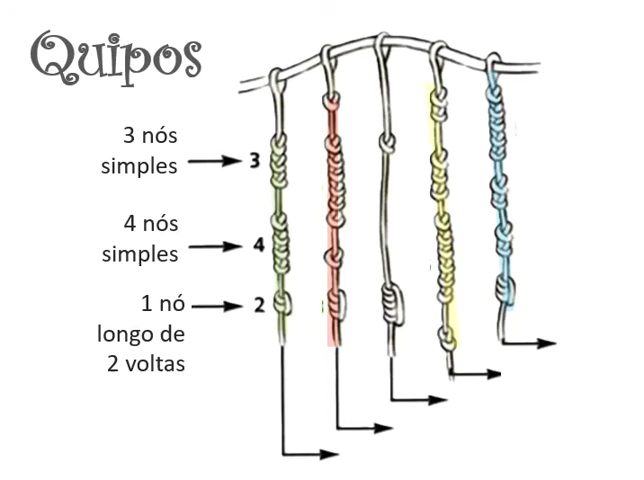 Quipos
3 nós
simples
3
4 nós
simples
4
1 nó
longo de
2 voltas
2